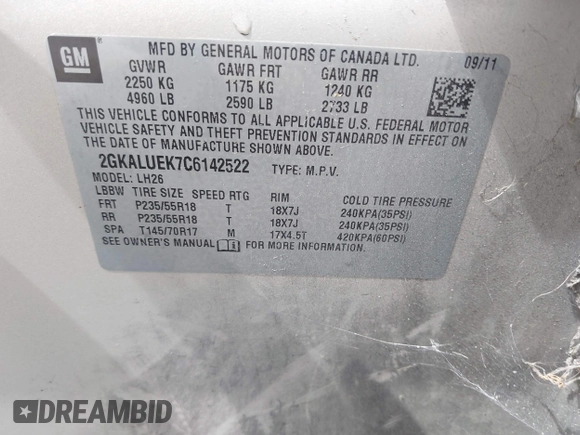 GM
MFD BY GENERAL MOTORS OF CANADA LTD. 09/11
GVWR GAWR FRT GAWR RR
2250 KG 1175 KG 1240 KG
4960 LB 2590 LB 2733 LB
THIS VEHICLE CONFORMS TO ALL APPLICABLE U.S. FEDERAL MOTOR
VEHICLE SAFETY AND THEFT PREVENTION STANDARDS IN EFFECT ON
THE DATE OF MANUFACTURE SHOWN ABOVE.
2GKALUEK7C6142522 TYPE: M.P.V.
MODEL: LH26
LBBW TIRE SIZE SPEED RTG RIM COLD TIRE PRESSURE
FRT P235/55R18 T 18X7J 240KPA(35PSI)
RR P235/55R18 T 18X7J 240KPA(35PSI)
SPA T145/70R17 M 17X4.5T 420KPA(60PSI)
SEE OWNER'S MANUAL FOR MORE INFORMATION.
DREAMBID